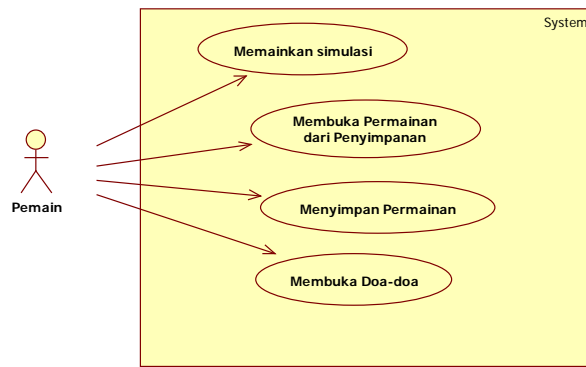 System
Memainkan simulasi
Membuka Permainan
dari Penyimpanan
Pemain
Menyimpan Permainan
Membuka Doa-doa